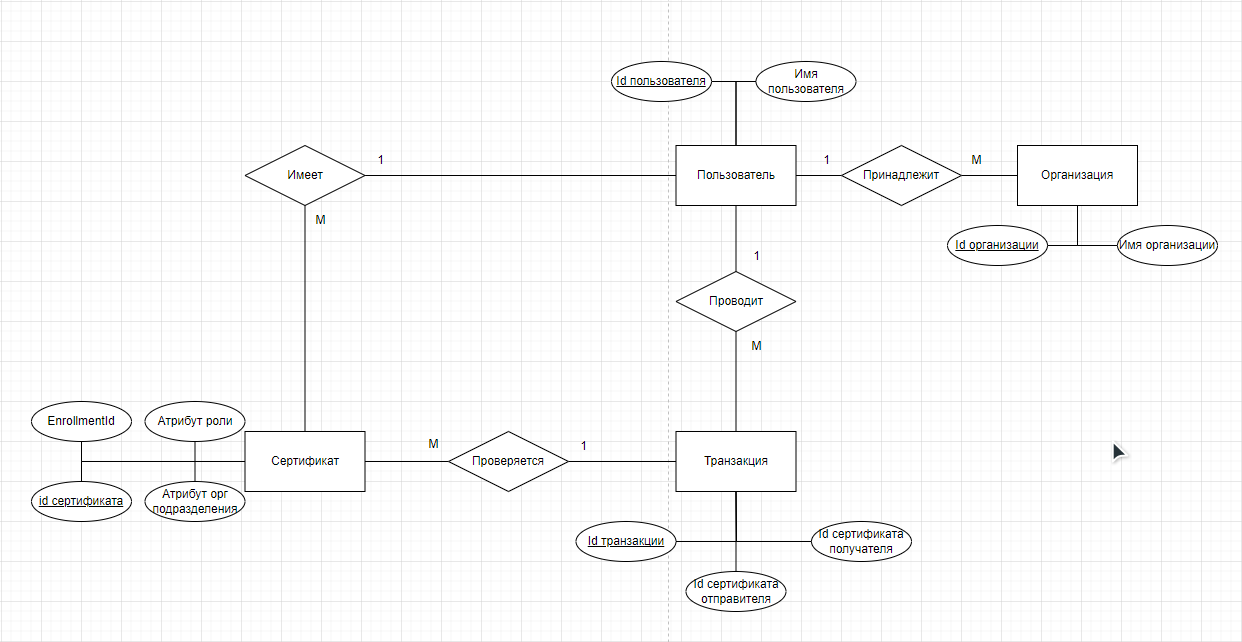 Id пользователя
Имя
пользователя
1
Имеет
Пользователь
1
Принадлежит
М
Организация
М
Id организации
Имя организации
1
Проводит
М
EnrollmentId
Атрибут роли
Сертификат
М
Проверяется
1
Транзакция
id сертификата
Атрибут орг
подразделения
Id транзакции
Id сертификата
получателя
Id сертификата
отправителя